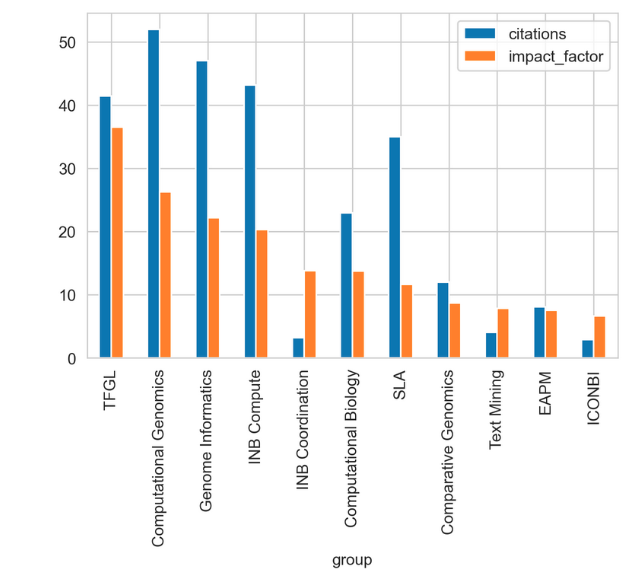 citations
impact_factor
50
40
30
20
10
0
TFGL
Computational Genomics
Genome Informatics
INB Compute
INB Coordination
Computational Biology
SLA
Comparative Genomics
Text Mining
EAPM
ICONBI
group